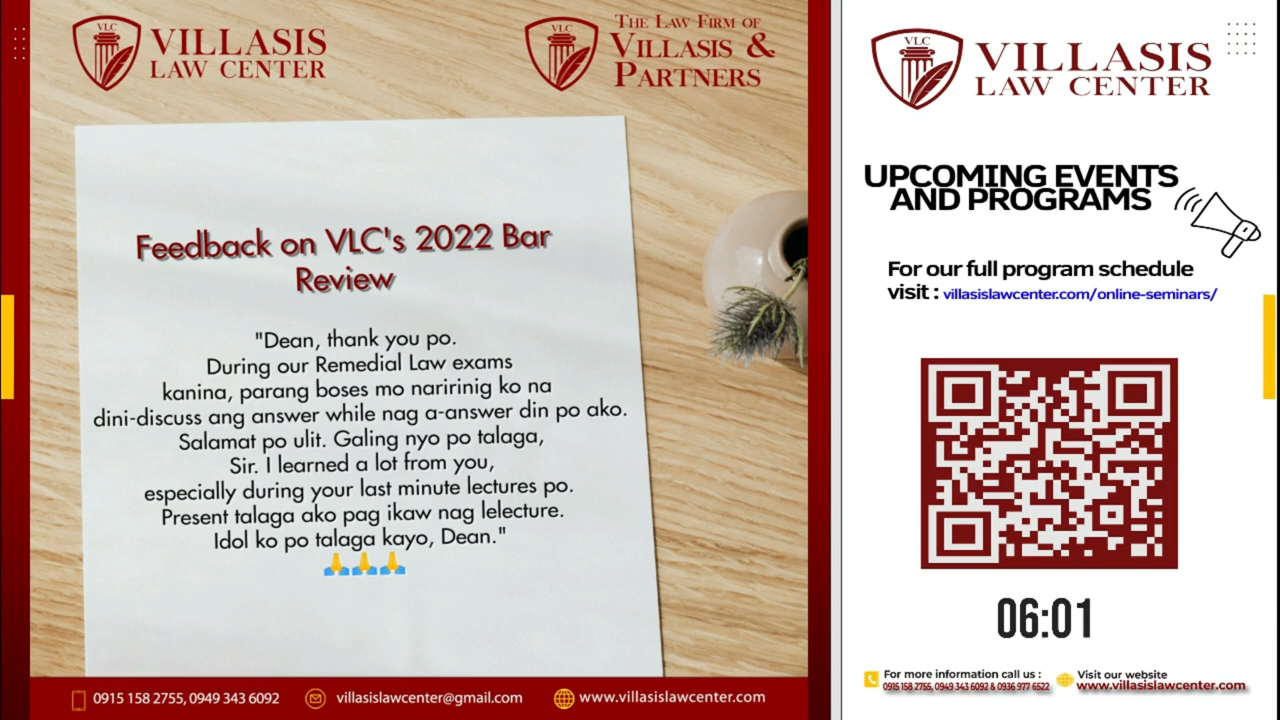 VLC
VILLASIS
LAW CENTER
VLC
THE LAW FIRM OF
VILLASIS &
PARTNERS
Feedback on VLC's 2022 Bar
Review
"Dean, thank you po.
During our Remedial Law exams
kanina, parang boses mo naririnig ko na
dini-discuss ang answer while nag a-answer din po ako.
Salamat po ulit. Galing nyo po talaga,
Sir. I learned a lot from you,
especially during your last minute lectures po.
Present talaga ako pag ikaw nag lelecture.
Idol ko po talaga kayo, Dean."
🙏🙏🙏
0915 158 2755, 0949 343 6092
villasislawcenter@gmail.com
www.villasislawcenter.com
VLC
VILLASIS
LAW CENTER
UPCOMING EVENTS
AND PROGRAMS
For our full program schedule
visit : villasislawcenter.com/online-seminars/
06:01
For more information call us :
0915 158 2755, 0949 343 6092 & 0936 977 6522
Visit our website
www.villasislawcenter.com